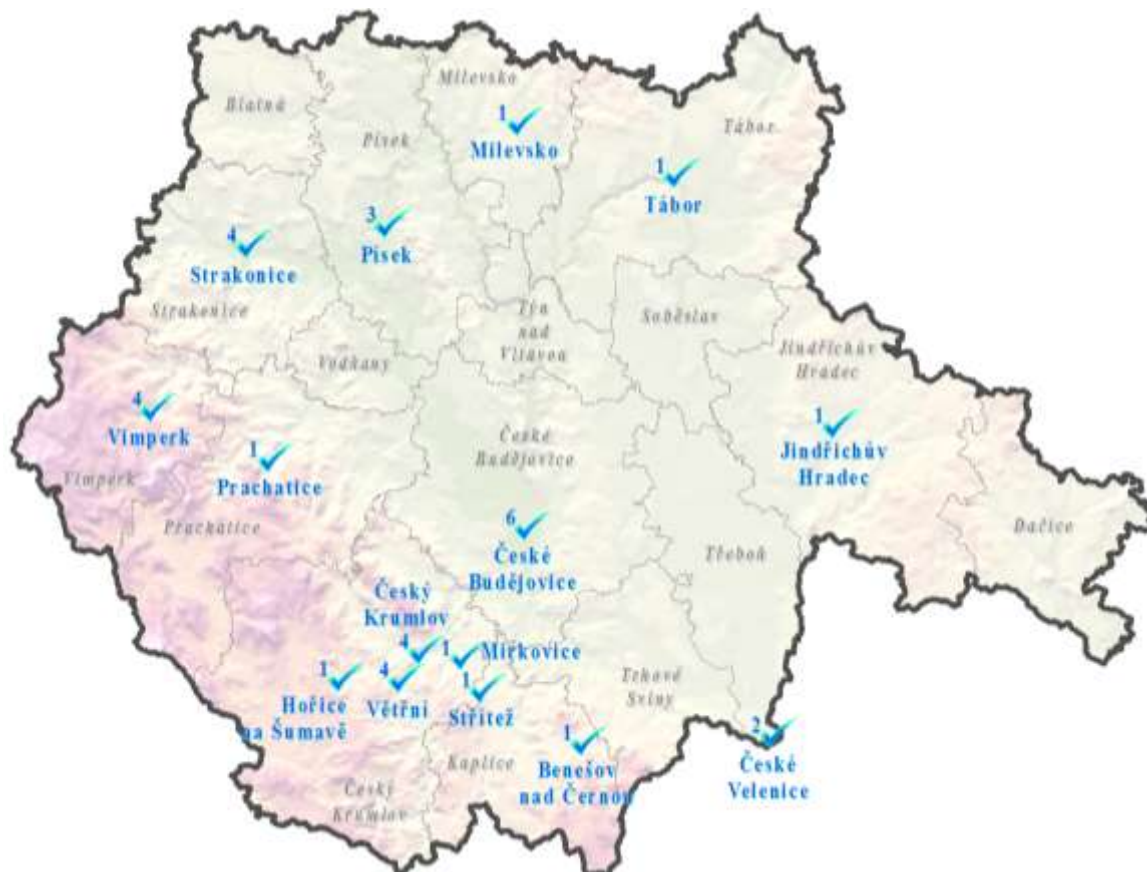 Milevsko
1
Milevsko
Blatná
Písek
Tábor
1
Tábor
3
Písek
4
Strakonice
Strakonice
Týn
nad
Vltavou
Soběslav
Vodňany
Jindřichův
Hradec
4
Vimperk
Vimperk
1
Prachatice
Prachatice
České
Budějovice
1
Jindřichův
Hradec
6
České
Budějovice
Třeboň
Dačice
Český
Krumlov
4
1
Mirkovice
1
Hořice
na Šumavě
4
Větřní
1
Střítež
Trhové
Sviny
1
Benešov
nad Černou
2
České
Velenice
Kaplice
Český
Krumlov